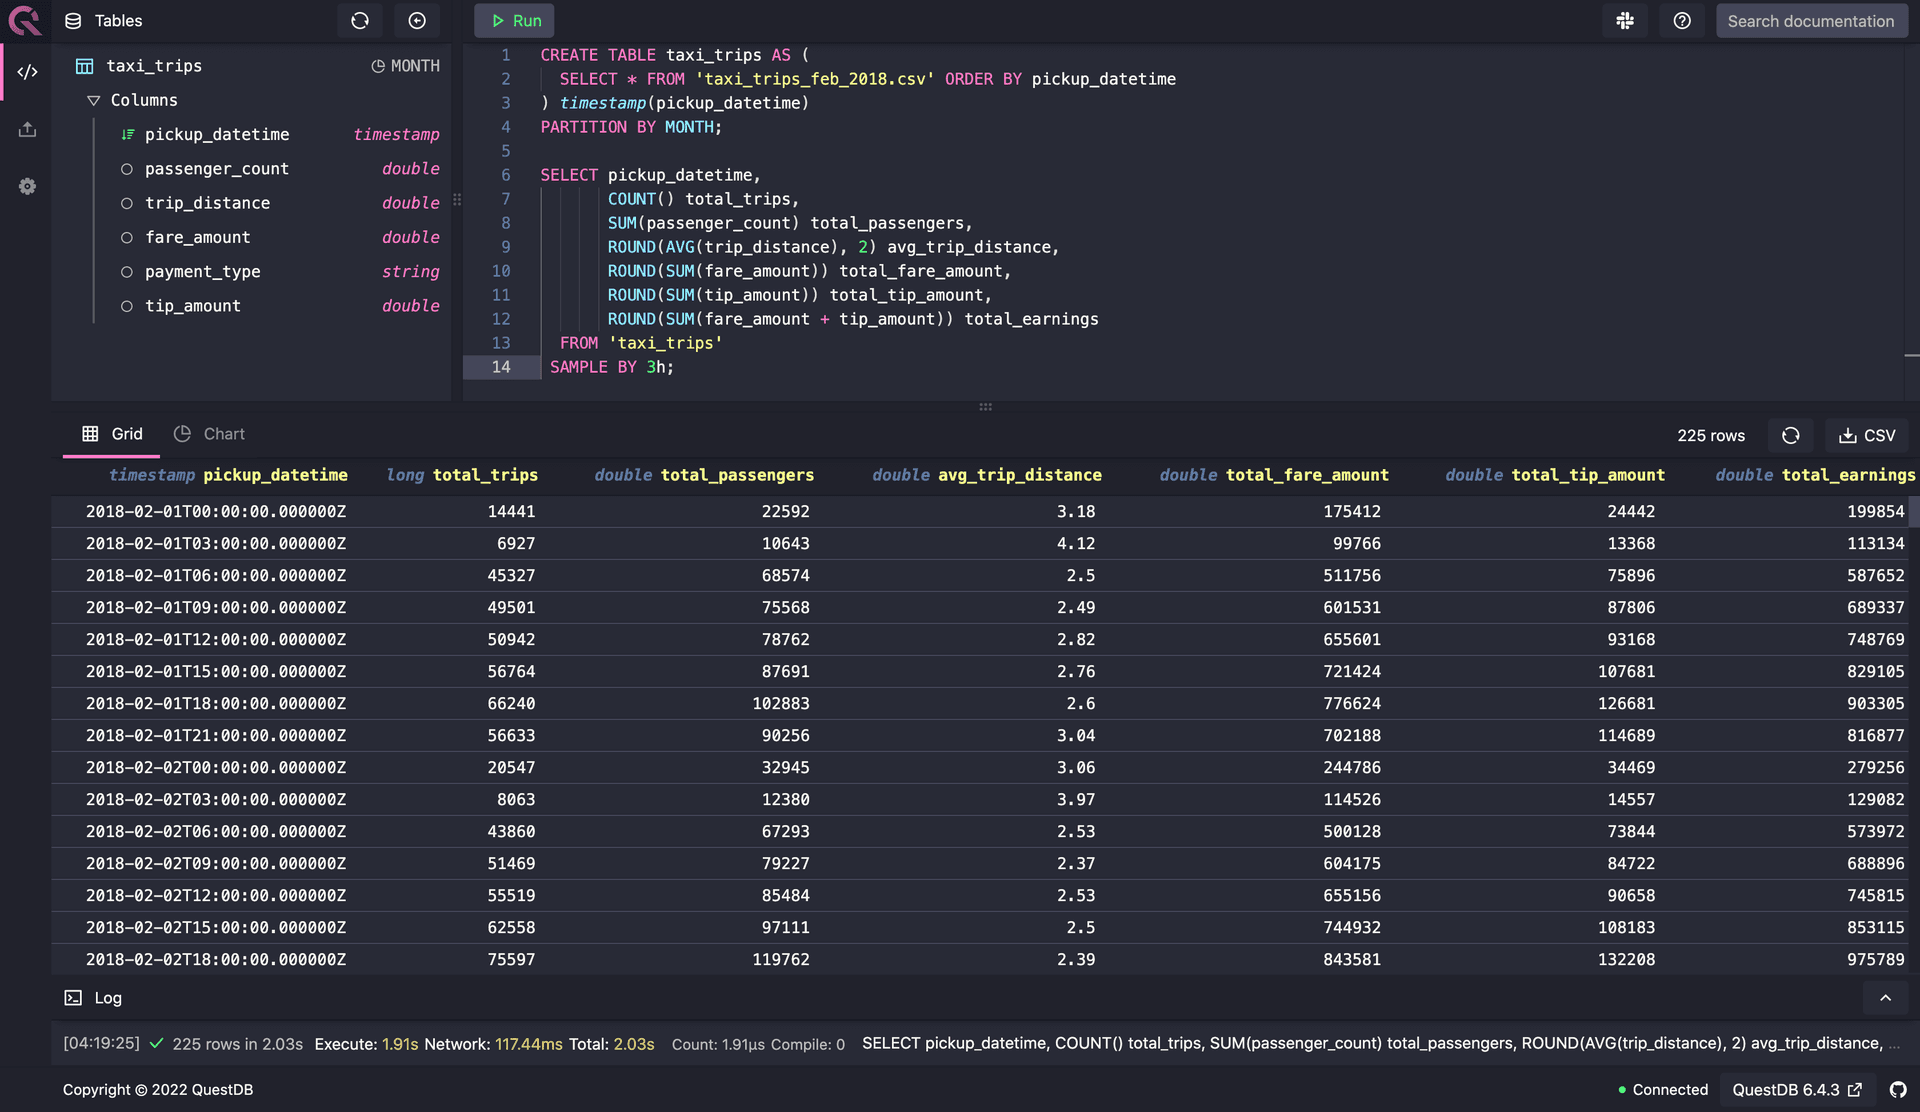 Tables
Run
Search documentation
taxi_trips MONTH
Columns
pickup_datetime timestamp
passenger_count double
trip_distance double
fare_amount double
payment_type string
tip_amount double
1 CREATE TABLE taxi_trips AS (
2 SELECT * FROM 'taxi_trips_feb_2018.csv' ORDER BY pickup_datetime
3 ) timestamp(pickup_datetime)
4 PARTITION BY MONTH;
5
6 SELECT pickup_datetime,
7 COUNT() total_trips,
8 SUM(passenger_count) total_passengers,
9 ROUND(AVG(trip_distance), 2) avg_trip_distance,
10 ROUND(SUM(fare_amount)) total_fare_amount,
11 ROUND(SUM(tip_amount)) total_tip_amount,
12 ROUND(SUM(fare_amount + tip_amount)) total_earnings
13 FROM 'taxi_trips'
14 SAMPLE BY 3h;
Grid Chart 225 rows CSV
timestamp pickup_datetime long total_trips double total_passengers double avg_trip_distance double total_fare_amount double total_tip_amount double total_earnings
2018-02-01T00:00:00.000000Z 14441 22592 3.18 175412 24442 199854
2018-02-01T03:00:00.000000Z 6927 10643 4.12 99766 13368 113134
2018-02-01T06:00:00.000000Z 45327 68574 2.5 511756 75896 587652
2018-02-01T09:00:00.000000Z 49501 75568 2.49 601531 87806 689337
2018-02-01T12:00:00.000000Z 50942 78762 2.82 655601 93168 748769
2018-02-01T15:00:00.000000Z 56764 87691 2.76 721424 107681 829105
2018-02-01T18:00:00.000000Z 66240 102883 2.6 776624 126681 903305
2018-02-01T21:00:00.000000Z 56633 90256 3.04 702188 114689 816877
2018-02-02T00:00:00.000000Z 20547 32945 3.06 244786 34469 279256
2018-02-02T03:00:00.000000Z 8063 12380 3.97 114526 14557 129082
2018-02-02T06:00:00.000000Z 43860 67293 2.53 500128 73844 573972
2018-02-02T09:00:00.000000Z 51469 79227 2.37 604175 84722 688896
2018-02-02T12:00:00.000000Z 55519 85484 2.53 655156 90658 745815
2018-02-02T15:00:00.000000Z 62558 97111 2.5 744932 108183 853115
2018-02-02T18:00:00.000000Z 75597 119762 2.39 843581 132208 975789
Log
[04:19:25] 225 rows in 2.03s Execute: 1.91s Network: 117.44ms Total: 2.03s Count: 1.91µs Compile: 0 SELECT pickup_datetime, COUNT() total_trips, SUM(passenger_count) total_passengers, ROUND(AVG(trip_distance), 2) avg_trip_distance, ...
Copyright © 2022 QuestDB
Connected
QuestDB 6.4.3